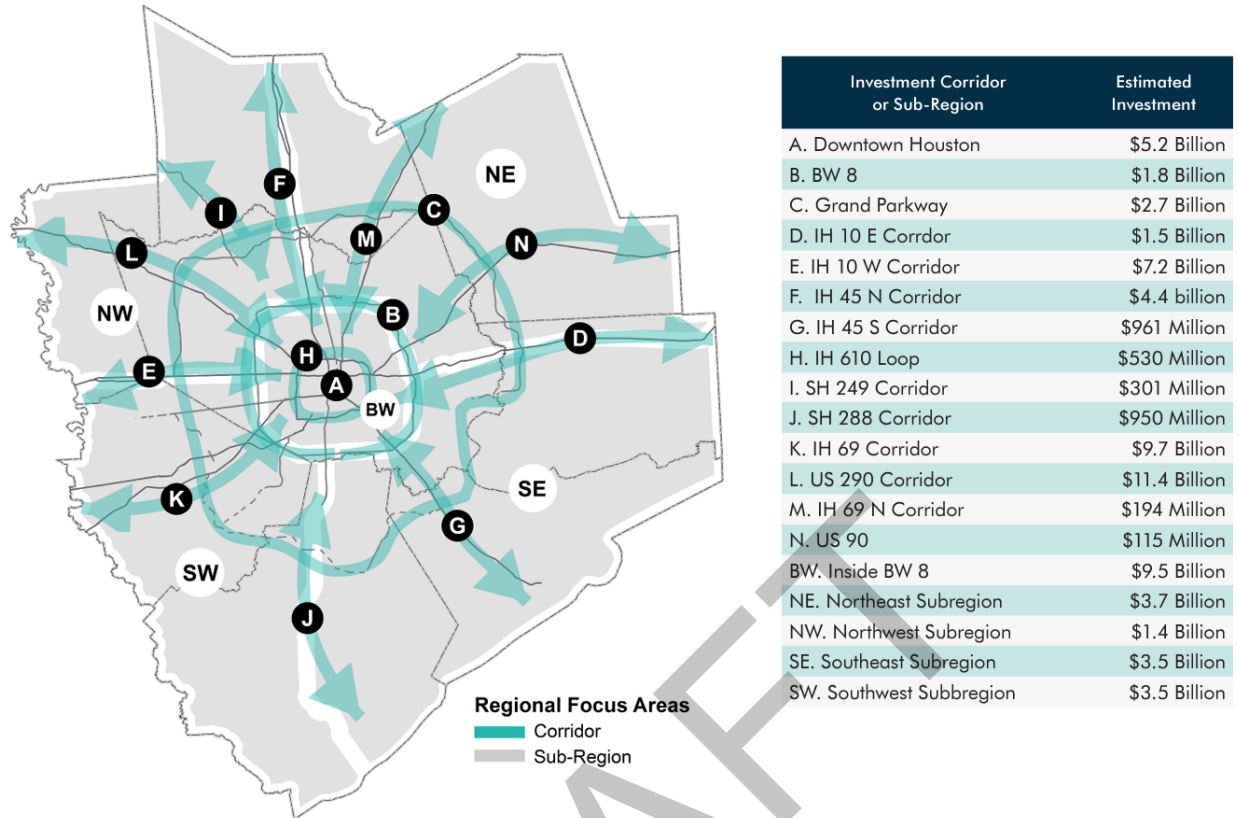 F
I
NE
C
M
N
L
NW
B
D
H
E
A
BW
SE
K
G
SW
J
Regional Focus Areas
Corridor
Sub-Region
Investment Corridor
or Sub-Region
Estimated
Investment
A. Downtown Houston $5.2 Billion
B. BW 8 $1.8 Billion
C. Grand Parkway $2.7 Billion
D. IH 10 E Corrdor $1.5 Billion
E. IH 10 W Corridor $7.2 Billion
F. IH 45 N Corridor $4.4 billion
G. IH 45 S Corridor $961 Million
H. IH 610 Loop $530 Million
I. SH 249 Corridor $301 Million
J. SH 288 Corridor $950 Million
K. IH 69 Corridor $9.7 Billion
L. US 290 Corridor $11.4 Billion
M. IH 69 N Corridor $194 Million
N. US 90 $115 Million
BW. Inside BW 8 $9.5 Billion
NE. Northeast Subregion $3.7 Billion
NW. Northwest Subregion $1.4 Billion
SE. Southeast Subregion $3.5 Billion
SW. Southwest Subbregion $3.5 Billion
AFT